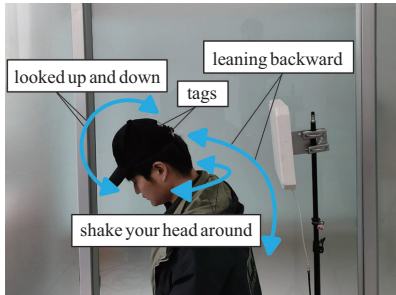 leaning backward
looked up and down
tags
shake your head around